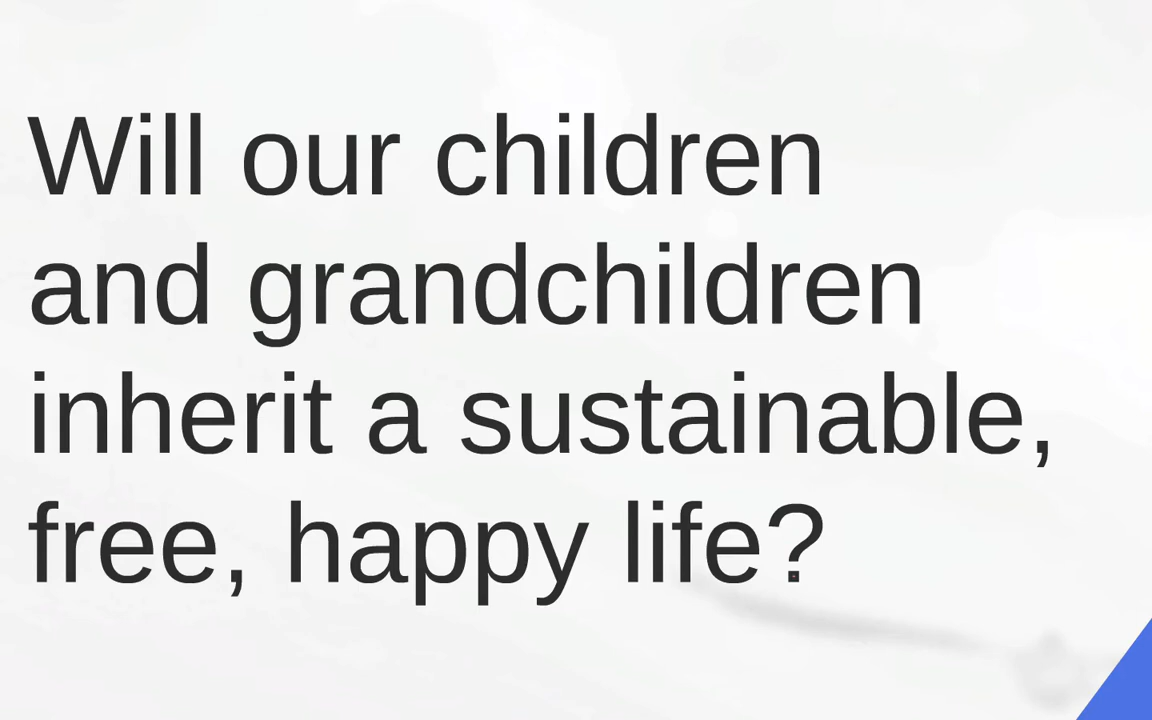 Will our children
and grandchildren
inherit a sustainable,
free, happy life?